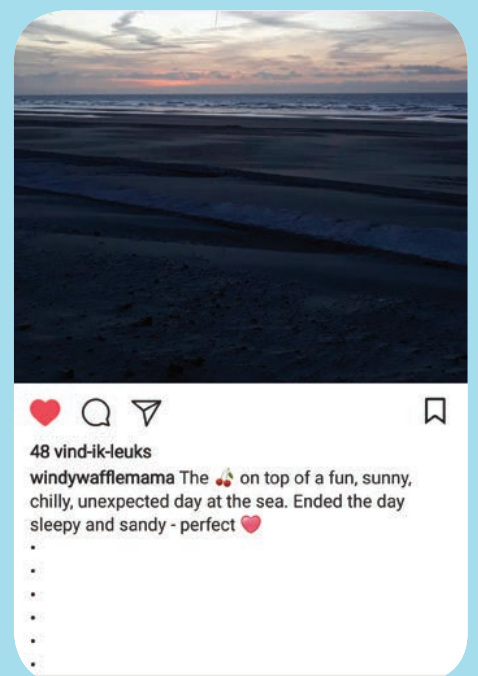 48 vind-ik-leuks
windywafflemama The 🍒 on top of a fun, sunny,
chilly, unexpected day at the sea. Ended the day
sleepy and sandy - perfect ❤️
.
.
.
.
.
.